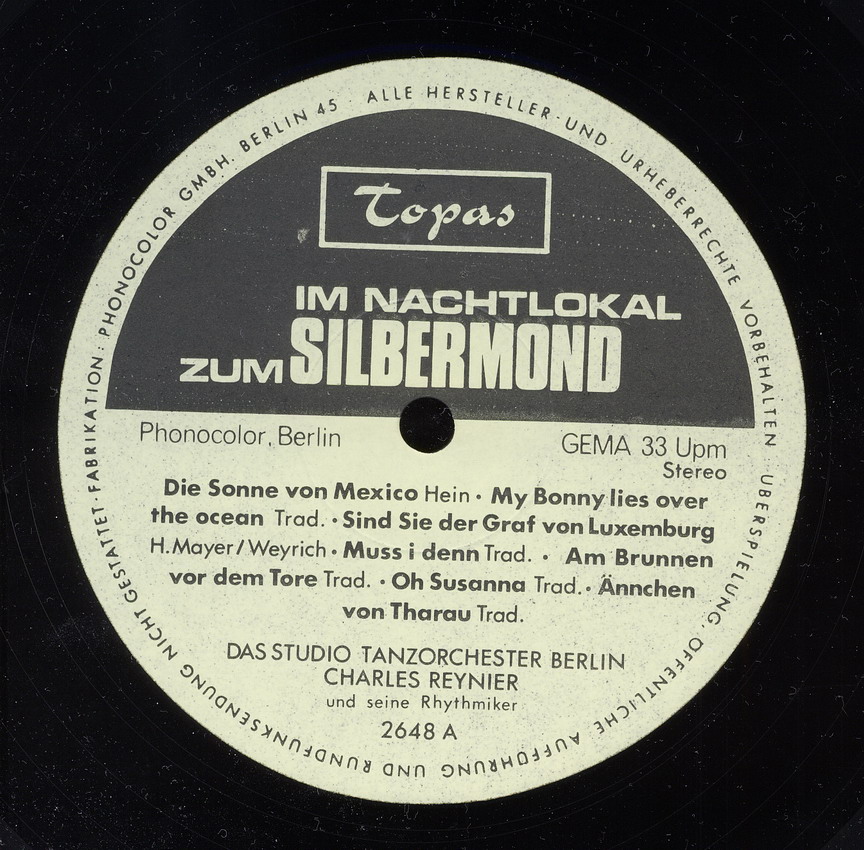 FABRIKATION: PHONOCOLOR GMBH. BERLIN 45 · ALLE HERSTELLER- UND URHEBERRECHTE VORBEHALTEN · ÜBERSPIELUNG, ÖFFENTLICHE AUFFÜHRUNG UND RUNDFUNKSENDUNG NICHT GESTATTET ·
Topas
IM NACHTLOKAL
ZUM SILBERMOND
Phonocolor, Berlin
GEMA 33 Upm
Stereo
Die Sonne von Mexico Hein · My Bonny lies over
the ocean Trad. · Sind Sie der Graf von Luxemburg
H. Mayer/Weyrich · Muss i denn Trad. · Am Brunnen
vor dem Tore Trad. · Oh Susanna Trad. · Ännchen
von Tharau Trad.
DAS STUDIO TANZORCHESTER BERLIN
CHARLES REYNIER
und seine Rhythmiker
2648 A